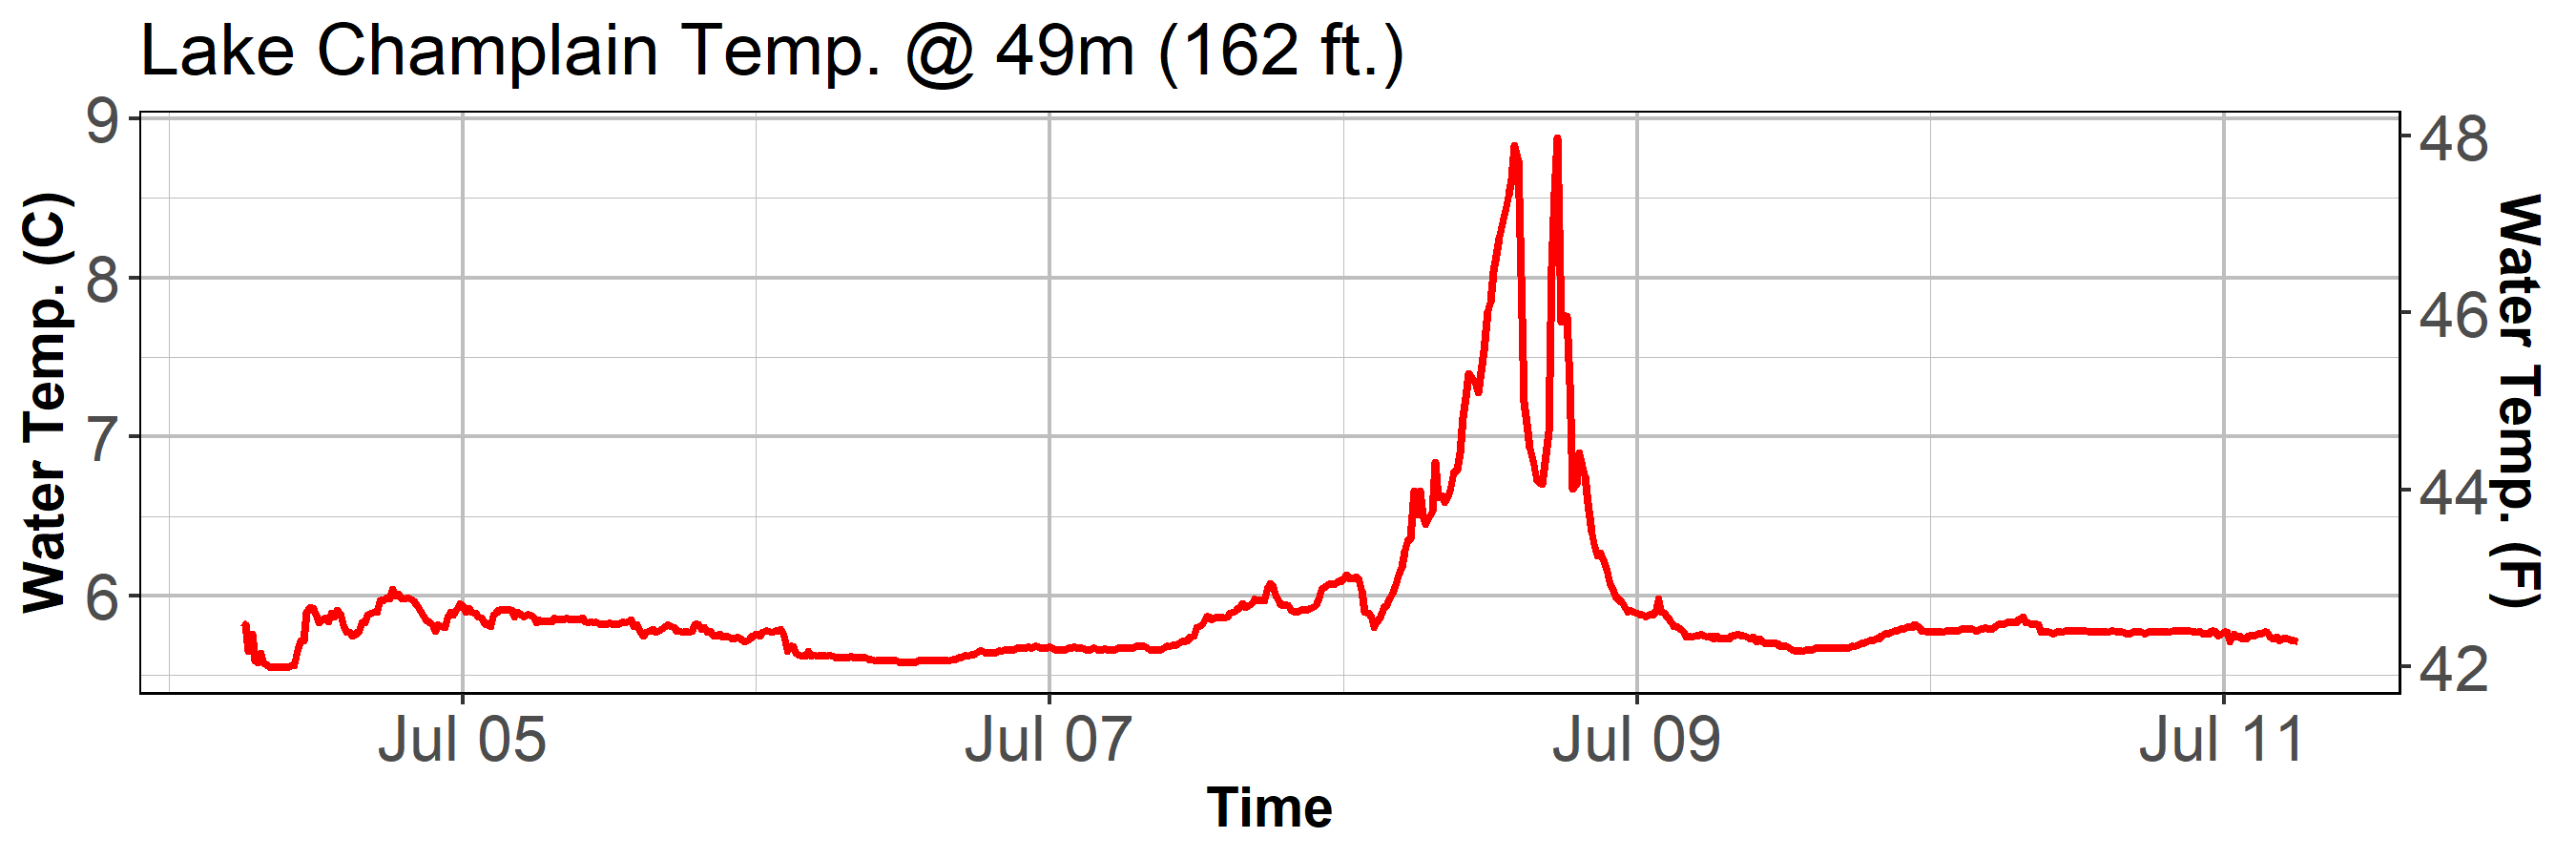 Lake Champlain Temp. @ 49m (162 ft.)
Water Temp. (C)
9
8
7
6
48
46
44
42
Water Temp. (F)
Jul 05
Jul 07
Jul 09
Jul 11
Time